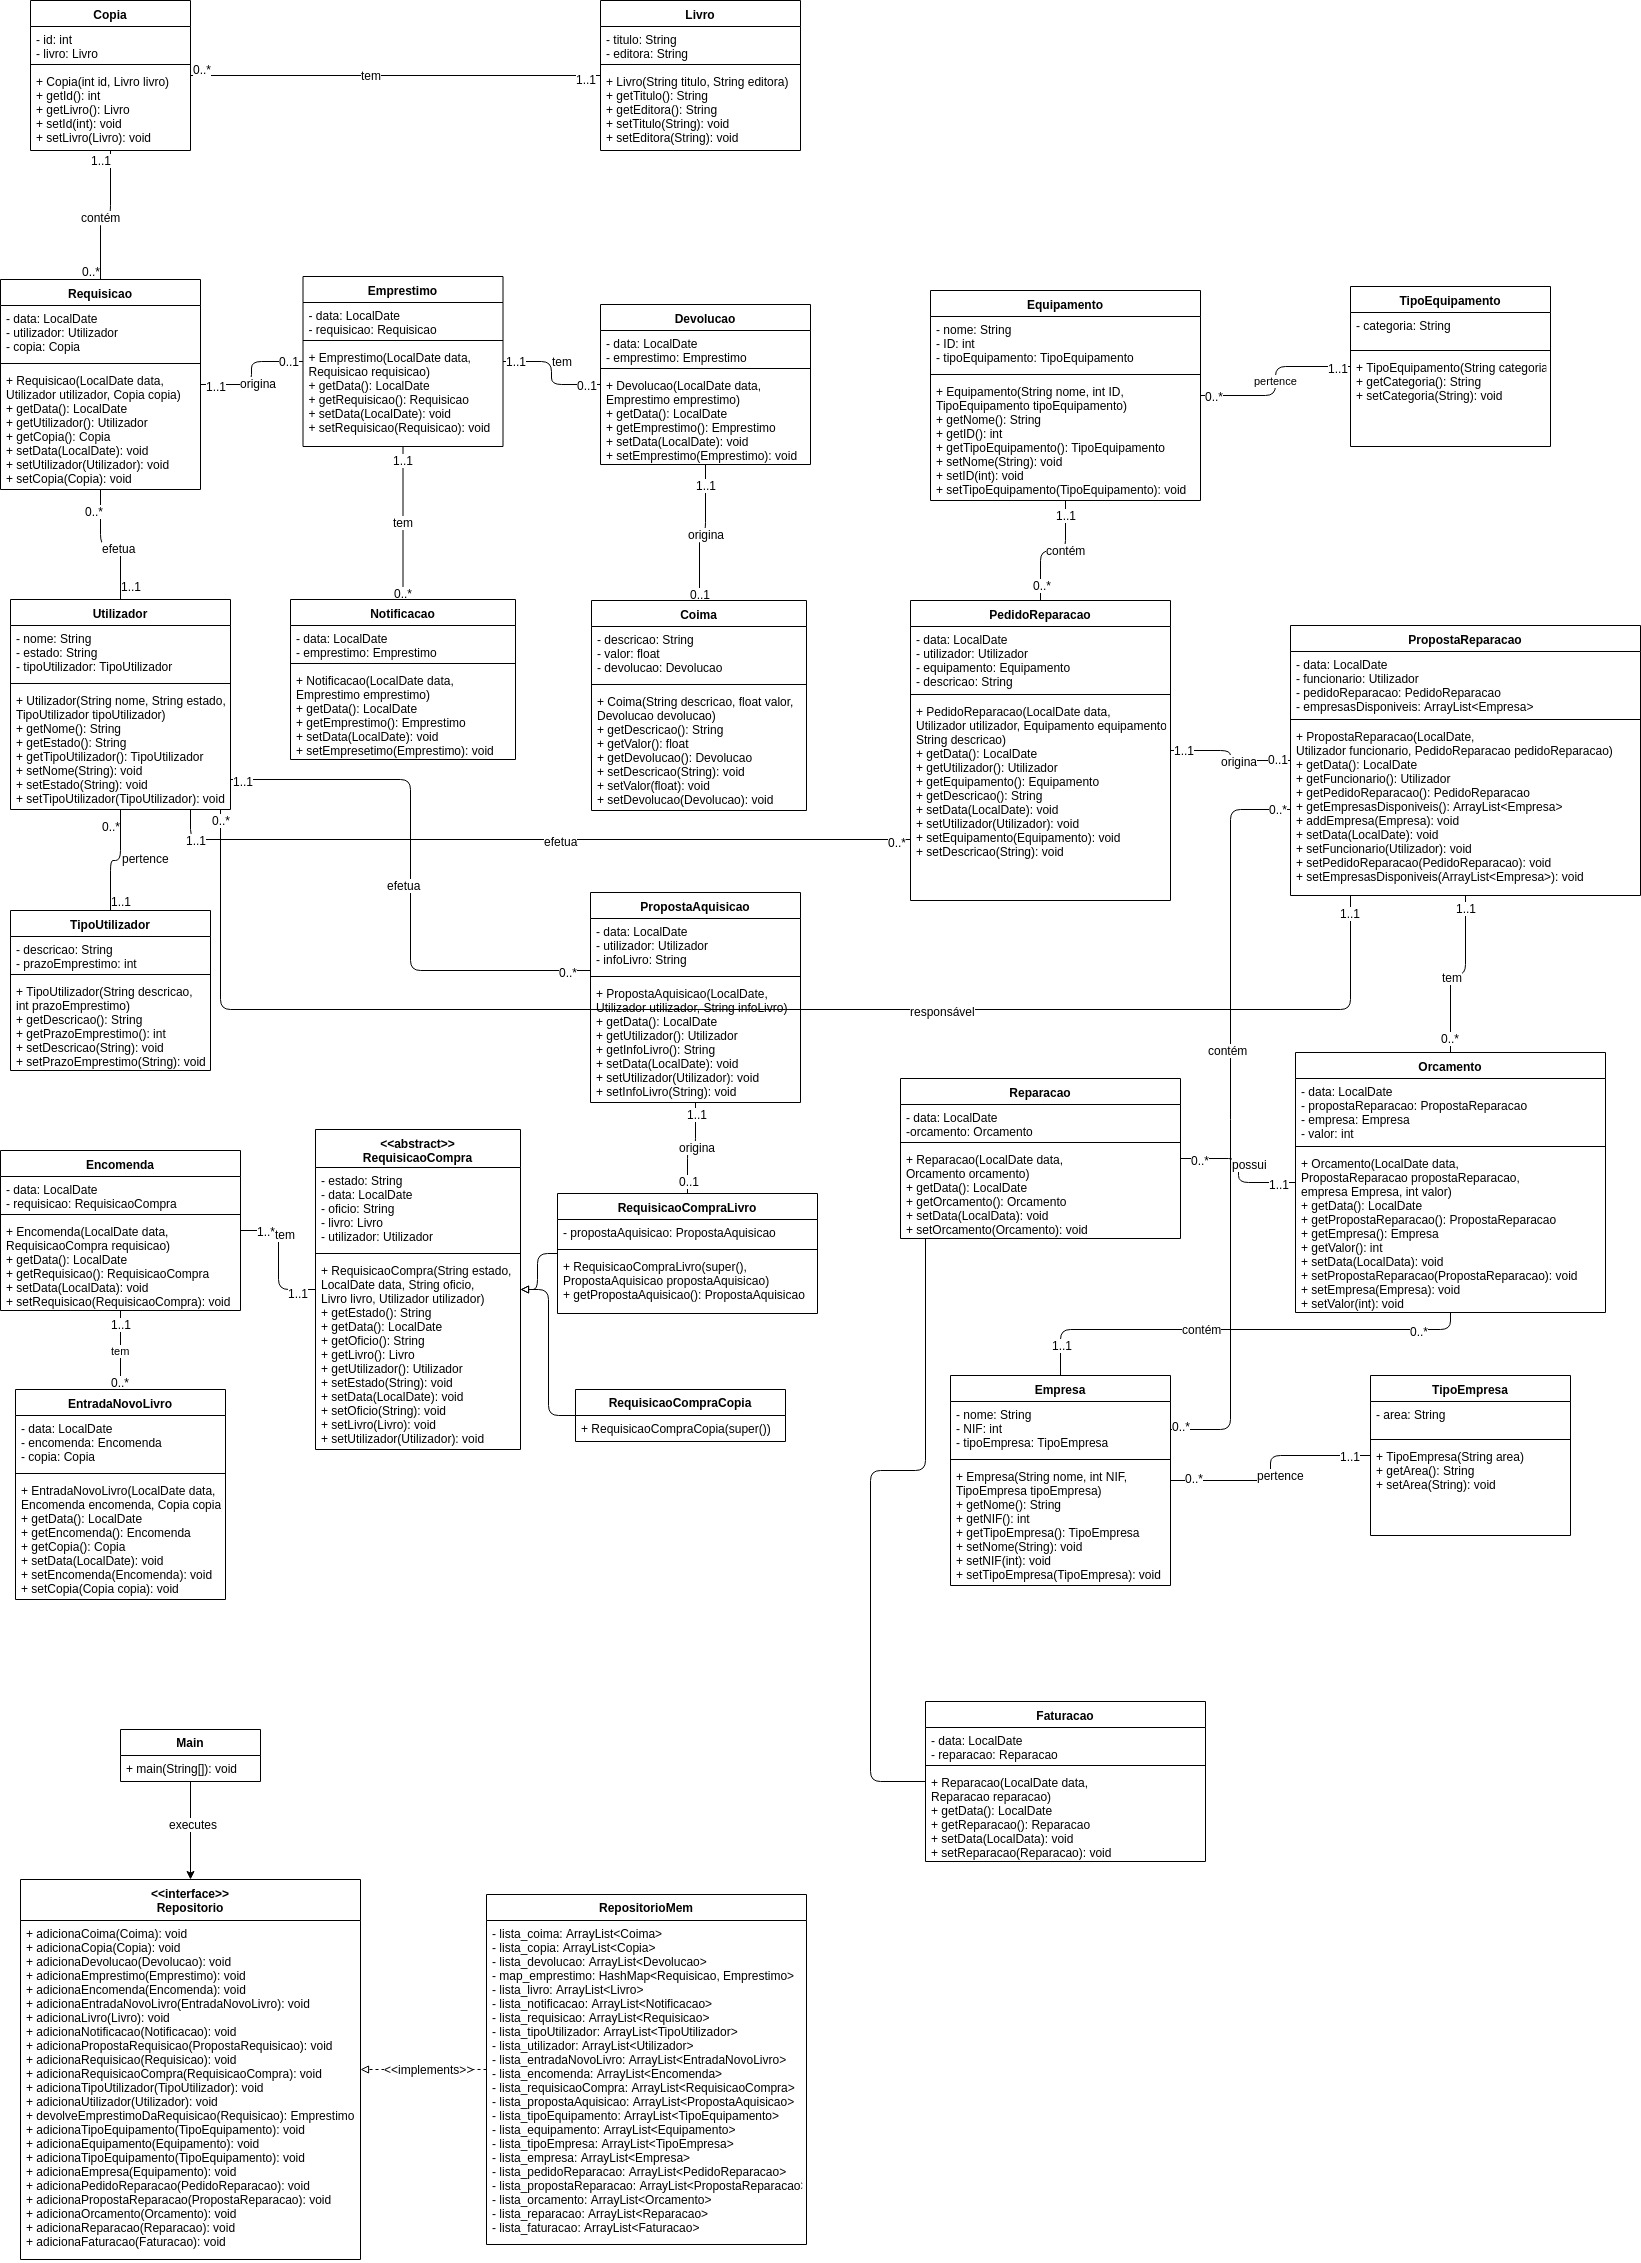 Copia
- id: int
- livro: Livro
+ Copia(int id, Livro livro)
+ getId(): int
+ getLivro(): Livro
+ setId(int): void
+ setLivro(Livro): void
0..*
tem
1..1
Livro
- titulo: String
- editora: String
+ Livro(String titulo, String editora)
+ getTitulo(): String
+ getEditora(): String
+ setTitulo(String): void
+ setEditora(String): void
1..1
contém
0..*
Requisicao
- data: LocalDate
- utilizador: Utilizador
- copia: Copia
+ Requisicao(LocalDate data,
Utilizador utilizador, Copia copia)
+ getData(): LocalDate
+ getUtilizador(): Utilizador
+ getCopia(): Copia
+ setData(LocalDate): void
+ setUtilizador(Utilizador): void
+ setCopia(Copia): void
1..1
origina
0..1
Emprestimo
- data: LocalDate
- requisicao: Requisicao
+ Emprestimo(LocalDate data,
Requisicao requisicao)
+ getData(): LocalDate
+ getRequisicao(): Requisicao
+ setData(LocalDate): void
+ setRequisicao(Requisicao): void
1..1
tem
0..1
Devolucao
- data: LocalDate
- emprestimo: Emprestimo
+ Devolucao(LocalDate data,
Emprestimo emprestimo)
+ getData(): LocalDate
+ getEmprestimo(): Emprestimo
+ setData(LocalDate): void
+ setEmprestimo(Emprestimo): void
Equipamento
- nome: String
- ID: int
- tipoEquipamento: TipoEquipamento
+ Equipamento(String nome, int ID,
TipoEquipamento tipoEquipamento)
+ getNome(): String
+ getID(): int
+ getTipoEquipamento(): TipoEquipamento
+ setNome(String): void
+ setID(int): void
+ setTipoEquipamento(TipoEquipamento): void
0..*
pertence
1..1
TipoEquipamento
- categoria: String
+ TipoEquipamento(String categoria
+ getCategoria(): String
+ setCategoria(String): void
0..*
efetua
1..1
1..1
tem
0..*
1..1
origina
0..1
1..1
contém
0..*
Utilizador
- nome: String
- estado: String
- tipoUtilizador: TipoUtilizador
+ Utilizador(String nome, String estado,
TipoUtilizador tipoUtilizador)
+ getNome(): String
+ getEstado(): String
+ getTipoUtilizador(): TipoUtilizador
+ setNome(String): void
+ setEstado(String): void
+ setTipoUtilizador(TipoUtilizador): void
Notificacao
- data: LocalDate
- emprestimo: Emprestimo
+ Notificacao(LocalDate data,
Emprestimo emprestimo)
+ getData(): LocalDate
+ getEmprestimo(): Emprestimo
+ setData(LocalDate): void
+ setEmpresetimo(Emprestimo): void
Coima
- descricao: String
- valor: float
- devolucao: Devolucao
+ Coima(String descricao, float valor,
Devolucao devolucao)
+ getDescricao(): String
+ getValor(): float
+ getDevolucao(): Devolucao
+ setDescricao(String): void
+ setValor(float): void
+ setDevolucao(Devolucao): void
PedidoReparacao
- data: LocalDate
- utilizador: Utilizador
- equipamento: Equipamento
- descricao: String
+ PedidoReparacao(LocalDate data,
Utilizador utilizador, Equipamento equipamento
String descricao)
+ getData(): LocalDate
+ getUtilizador(): Utilizador
+ getEquipamento(): Equipamento
+ getDescricao(): String
+ setData(LocalDate): void
+ setUtilizador(Utilizador): void
+ setEquipamento(Equipamento): void
+ setDescricao(String): void
1..1
origina
0..1
PropostaReparacao
- data: LocalDate
- funcionario: Utilizador
- pedidoReparacao: PedidoReparacao
- empresasDisponiveis: ArrayList<Empresa>
+ PropostaReparacao(LocalDate,
Utilizador funcionario, PedidoReparacao pedidoReparacao)
+ getData(): LocalDate
+ getFuncionario(): Utilizador
+ getPedidoReparacao(): PedidoReparacao
+ getEmpresasDisponiveis(): ArrayList<Empresa>
+ addEmpresa(Empresa): void
+ setData(LocalDate): void
+ setFuncionario(Utilizador): void
+ setPedidoReparacao(PedidoReparacao): void
+ setEmpresasDisponiveis(ArrayList<Empresa>): void
1..1
efetua
0..*
1..1
efetua
0..*
0..*
responsável
1..1
0..*
pertence
1..1
TipoUtilizador
- descricao: String
- prazoEmprestimo: int
+ TipoUtilizador(String descricao,
int prazoEmprestimo)
+ getDescricao(): String
+ getPrazoEmprestimo(): int
+ setDescricao(String): void
+ setPrazoEmprestimo(String): void
PropostaAquisicao
- data: LocalDate
- utilizador: Utilizador
- infoLivro: String
+ PropostaAquisicao(LocalDate,
Utilizador utilizador, String infoLivro)
+ getData(): LocalDate
+ getUtilizador(): Utilizador
+ getInfoLivro(): String
+ setData(LocalDate): void
+ setUtilizador(Utilizador): void
+ setInfoLivro(String): void
0..*
contém
0..*
1..1
tem
0..*
Reparacao
- data: LocalDate
-orcamento: Orcamento
+ Reparacao(LocalDate data,
Orcamento orcamento)
+ getData(): LocalDate
+ getOrcamento(): Orcamento
+ setData(LocalDate): void
+ setOrcamento(Orcamento): void
0..*
possui
1..1
Orcamento
- data: LocalDate
- propostaReparacao: PropostaReparacao
- empresa: Empresa
- valor: int
+ Orcamento(LocalDate data,
PropostaReparacao propostaReparacao,
empresa Empresa, int valor)
+ getData(): LocalDate
+ getPropostaReparacao(): PropostaReparacao
+ getEmpresa(): Empresa
+ getValor(): int
+ setData(LocalDate): void
+ setPropostaReparacao(PropostaReparacao): void
+ setEmpresa(Empresa): void
+ setValor(int): void
1..1
origina
0..1
Encomenda
- data: LocalDate
- requisicao: RequisicaoCompra
+ Encomenda(LocalDate data,
RequisicaoCompra requisicao)
+ getData(): LocalDate
+ getRequisicao(): RequisicaoCompra
+ setData(LocalData): void
+ setRequisicao(RequisicaoCompra): void
1..*
tem
1..1
<<abstract>>
RequisicaoCompra
- estado: String
- data: LocalDate
- oficio: String
- livro: Livro
- utilizador: Utilizador
+ RequisicaoCompra(String estado,
LocalDate data, String oficio,
Livro livro, Utilizador utilizador)
+ getEstado(): String
+ getData(): LocalDate
+ getOficio(): String
+ getLivro(): Livro
+ getUtilizador(): Utilizador
+ setEstado(String): void
+ setData(LocalDate): void
+ setOficio(String): void
+ setLivro(Livro): void
+ setUtilizador(Utilizador): void
RequisicaoCompraLivro
- propostaAquisicao: PropostaAquisicao
+ RequisicaoCompraLivro(super(),
PropostaAquisicao propostaAquisicao)
+ getPropostaAquisicao(): PropostaAquisicao
RequisicaoCompraCopia
+ RequisicaoCompraCopia(super())
1..1
tem
0..*
EntradaNovoLivro
- data: LocalDate
- encomenda: Encomenda
- copia: Copia
+ EntradaNovoLivro(LocalDate data,
Encomenda encomenda, Copia copia
+ getData(): LocalDate
+ getEncomenda(): Encomenda
+ getCopia(): Copia
+ setData(LocalDate): void
+ setEncomenda(Encomenda): void
+ setCopia(Copia copia): void
1..1
contém
0..*
Empresa
- nome: String
- NIF: int
- tipoEmpresa: TipoEmpresa
+ Empresa(String nome, int NIF,
TipoEmpresa tipoEmpresa)
+ getNome(): String
+ getNIF(): int
+ getTipoEmpresa(): TipoEmpresa
+ setNome(String): void
+ setNIF(int): void
+ setTipoEmpresa(TipoEmpresa): void
0..*
pertence
1..1
TipoEmpresa
- area: String
+ TipoEmpresa(String area)
+ getArea(): String
+ setArea(String): void
Faturacao
- data: LocalDate
- reparacao: Reparacao
+ Reparacao(LocalDate data,
Reparacao reparacao)
+ getData(): LocalDate
+ getReparacao(): Reparacao
+ setData(LocalData): void
+ setReparacao(Reparacao): void
Main
+ main(String[]): void
executes
<<interface>>
Repositorio
+ adicionaCoima(Coima): void
+ adicionaCopia(Copia): void
+ adicionaDevolucao(Devolucao): void
+ adicionaEmprestimo(Emprestimo): void
+ adicionaEncomenda(Encomenda): void
+ adicionaEntradaNovoLivro(EntradaNovoLivro): void
+ adicionaLivro(Livro): void
+ adicionaNotificacao(Notificacao): void
+ adicionaPropostaRequisicao(PropostaRequisicao): void
+ adicionaRequisicao(Requisicao): void
+ adicionaRequisicaoCompra(RequisicaoCompra): void
+ adicionaTipoUtilizador(TipoUtilizador): void
+ adicionaUtilizador(Utilizador): void
+ devolveEmprestimoDaRequisicao(Requisicao): Emprestimo
+ adicionaTipoEquipamento(TipoEquipamento): void
+ adicionaEquipamento(Equipamento): void
+ adicionaTipoEquipamento(TipoEquipamento): void
+ adicionaEmpresa(Equipamento): void
+ adicionaPedidoReparacao(PedidoReparacao): void
+ adicionaPropostaReparacao(PropostaReparacao): void
+ adicionaOrcamento(Orcamento): void
+ adicionaReparacao(Reparacao): void
+ adicionaFaturacao(Faturacao): void
<<implements>>
RepositorioMem
- lista_coima: ArrayList<Coima>
- lista_copia: ArrayList<Copia>
- lista_devolucao: ArrayList<Devolucao>
- map_emprestimo: HashMap<Requisicao, Emprestimo>
- lista_livro: ArrayList<Livro>
- lista_notificacao: ArrayList<Notificacao>
- lista_requisicao: ArrayList<Requisicao>
- lista_tipoUtilizador: ArrayList<TipoUtilizador>
- lista_utilizador: ArrayList<Utilizador>
- lista_entradaNovoLivro: ArrayList<EntradaNovoLivro>
- lista_encomenda: ArrayList<Encomenda>
- lista_requisicaoCompra: ArrayList<RequisicaoCompra>
- lista_propostaAquisicao: ArrayList<PropostaAquisicao>
- lista_tipoEquipamento: ArrayList<TipoEquipamento>
- lista_equipamento: ArrayList<Equipamento>
- lista_tipoEmpresa: ArrayList<TipoEmpresa>
- lista_empresa: ArrayList<Empresa>
- lista_pedidoReparacao: ArrayList<PedidoReparacao>
- lista_propostaReparacao: ArrayList<PropostaReparacao>
- lista_orcamento: ArrayList<Orcamento>
- lista_reparacao: ArrayList<Reparacao>
- lista_faturacao: ArrayList<Faturacao>